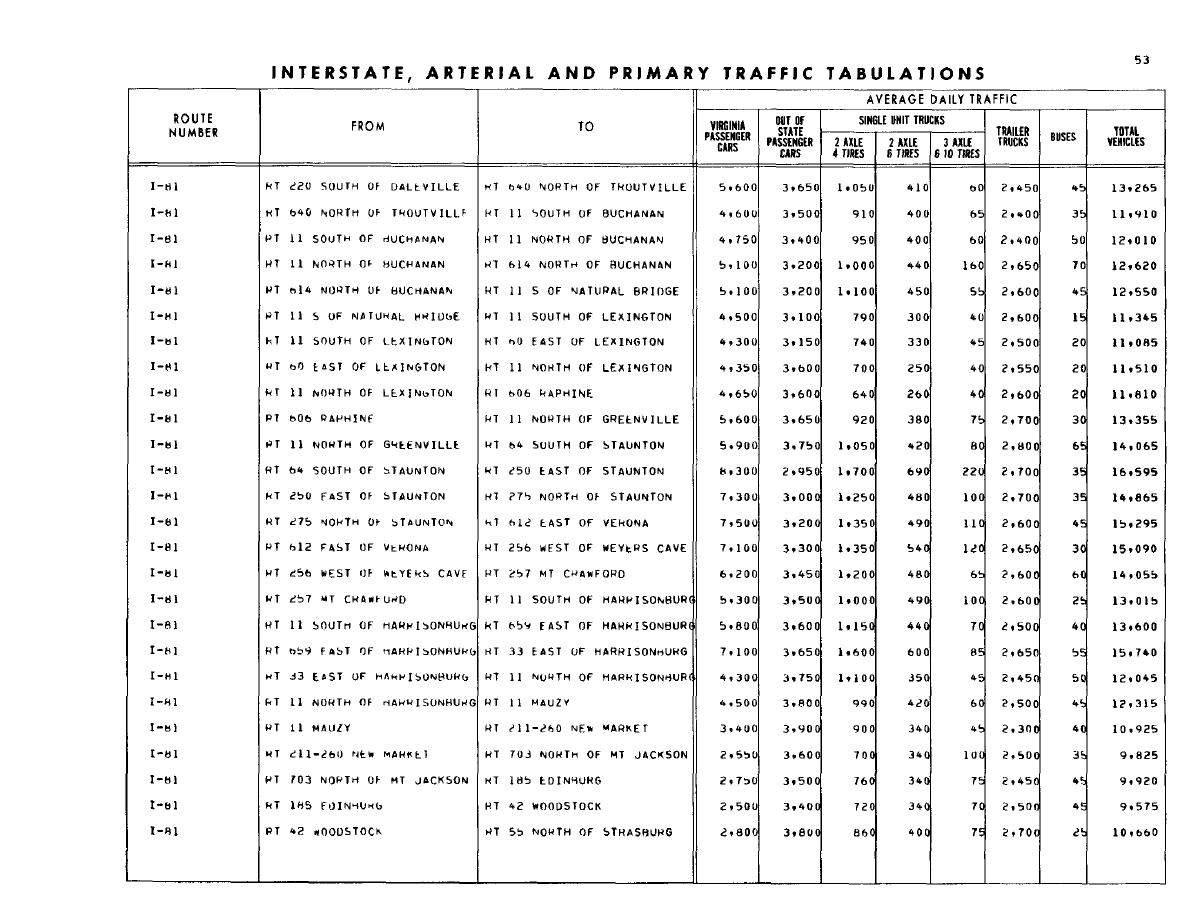 53
INTERSTATE, ARTERIAL AND PRIMARY TRAFFIC TABULATIONS
ROUTE NUMBER FROM TO AVERAGE DAILY TRAFFIC
VIRGINIA PASSENGER CARS OUT OF STATE PASSENGER CARS SINGLE UNIT TRUCKS 2 AXLE 4 TIRES 2 AXLE 6 TIRES 3 AXLE 6 10 TIRES TRAILER TRUCKS BUSES TOTAL VEHICLES
I-81 RT 220 SOUTH OF DALEVILLE RT 640 NORTH OF TROUTVILLE 5,600 3,650 1,050 410 60 2,450 45 13,265
I-81 RT 640 NORTH OF TROUTVILLE RT 11 SOUTH OF BUCHANAN 4,600 3,500 910 400 65 2,400 35 11,910
I-81 RT 11 SOUTH OF BUCHANAN RT 11 NORTH OF BUCHANAN 4,750 3,400 950 400 60 2,400 50 12,010
I-81 RT 11 NORTH OF BUCHANAN RT 614 NORTH OF BUCHANAN 5,100 3,200 1,000 440 160 2,650 70 12,620
I-81 RT 614 NORTH OF BUCHANAN RT 11 S OF NATURAL BRIDGE 5,100 3,200 1,100 450 55 2,600 45 12,550
I-81 RT 11 S OF NATURAL BRIDGE RT 11 SOUTH OF LEXINGTON 4,500 3,100 790 300 40 2,600 15 11,345
I-81 RT 11 SOUTH OF LEXINGTON RT 60 EAST OF LEXINGTON 4,300 3,150 740 330 45 2,500 20 11,085
I-81 RT 60 EAST OF LEXINGTON RT 11 NORTH OF LEXINGTON 4,350 3,600 700 250 40 2,550 20 11,510
I-81 RT 11 NORTH OF LEXINGTON RT 606 RAPHINE 4,650 3,600 640 260 40 2,600 20 11,810
I-81 RT 606 RAPHINE RT 11 NORTH OF GREENVILLE 5,600 3,650 920 380 75 2,700 30 13,355
I-81 RT 11 NORTH OF GREENVILLE RT 64 SOUTH OF STAUNTON 5,900 3,750 1,050 420 80 2,800 65 14,065
I-81 RT 64 SOUTH OF STAUNTON RT 250 EAST OF STAUNTON 8,300 2,950 1,700 690 220 2,700 35 16,595
I-81 RT 250 EAST OF STAUNTON RT 275 NORTH OF STAUNTON 7,300 3,000 1,250 480 100 2,700 35 14,865
I-81 RT 275 NORTH OF STAUNTON RT 612 EAST OF VERONA 7,500 3,200 1,350 490 110 2,600 45 15,295
I-81 RT 612 EAST OF VERONA RT 256 WEST OF WEYERS CAVE 7,100 3,300 1,350 540 120 2,650 30 15,090
I-81 RT 256 WEST OF WEYERS CAVE RT 257 MT CRAWFORD 6,200 3,450 1,200 480 65 2,600 60 14,055
I-81 RT 257 MT CRAWFORD RT 11 SOUTH OF HARRISONBURG 5,300 3,500 1,000 490 100 2,600 25 13,015
I-81 RT 11 SOUTH OF HARRISONBURG RT 659 EAST OF HARRISONBURG 5,800 3,600 1,150 440 70 2,500 40 13,600
I-81 RT 659 EAST OF HARRISONBURG RT 33 EAST OF HARRISONBURG 7,100 3,650 1,600 600 85 2,650 55 15,740
I-81 RT 33 EAST OF HARRISONBURG RT 11 NORTH OF HARRISONBURG 4,300 3,750 1,100 350 45 2,450 50 12,045
I-81 RT 11 NORTH OF HARRISONBURG RT 11 MAUZY 4,500 3,800 990 420 60 2,500 45 12,315
I-81 RT 11 MAUZY RT 211-260 NEW MARKET 3,400 3,900 900 340 45 2,300 40 10,925
I-81 RT 211-260 NEW MARKET RT 703 NORTH OF MT JACKSON 2,550 3,600 700 340 100 2,500 35 9,825
I-81 RT 703 NORTH OF MT JACKSON RT 185 EDINBURG 2,750 3,500 760 340 75 2,450 45 9,920
I-81 RT 185 EDINBURG RT 42 WOODSTOCK 2,500 3,400 720 340 70 2,500 45 9,575
I-81 RT 42 WOODSTOCK RT 55 NORTH OF STRASBURG 2,800 3,800 860 400 75 2,700 25 10,660